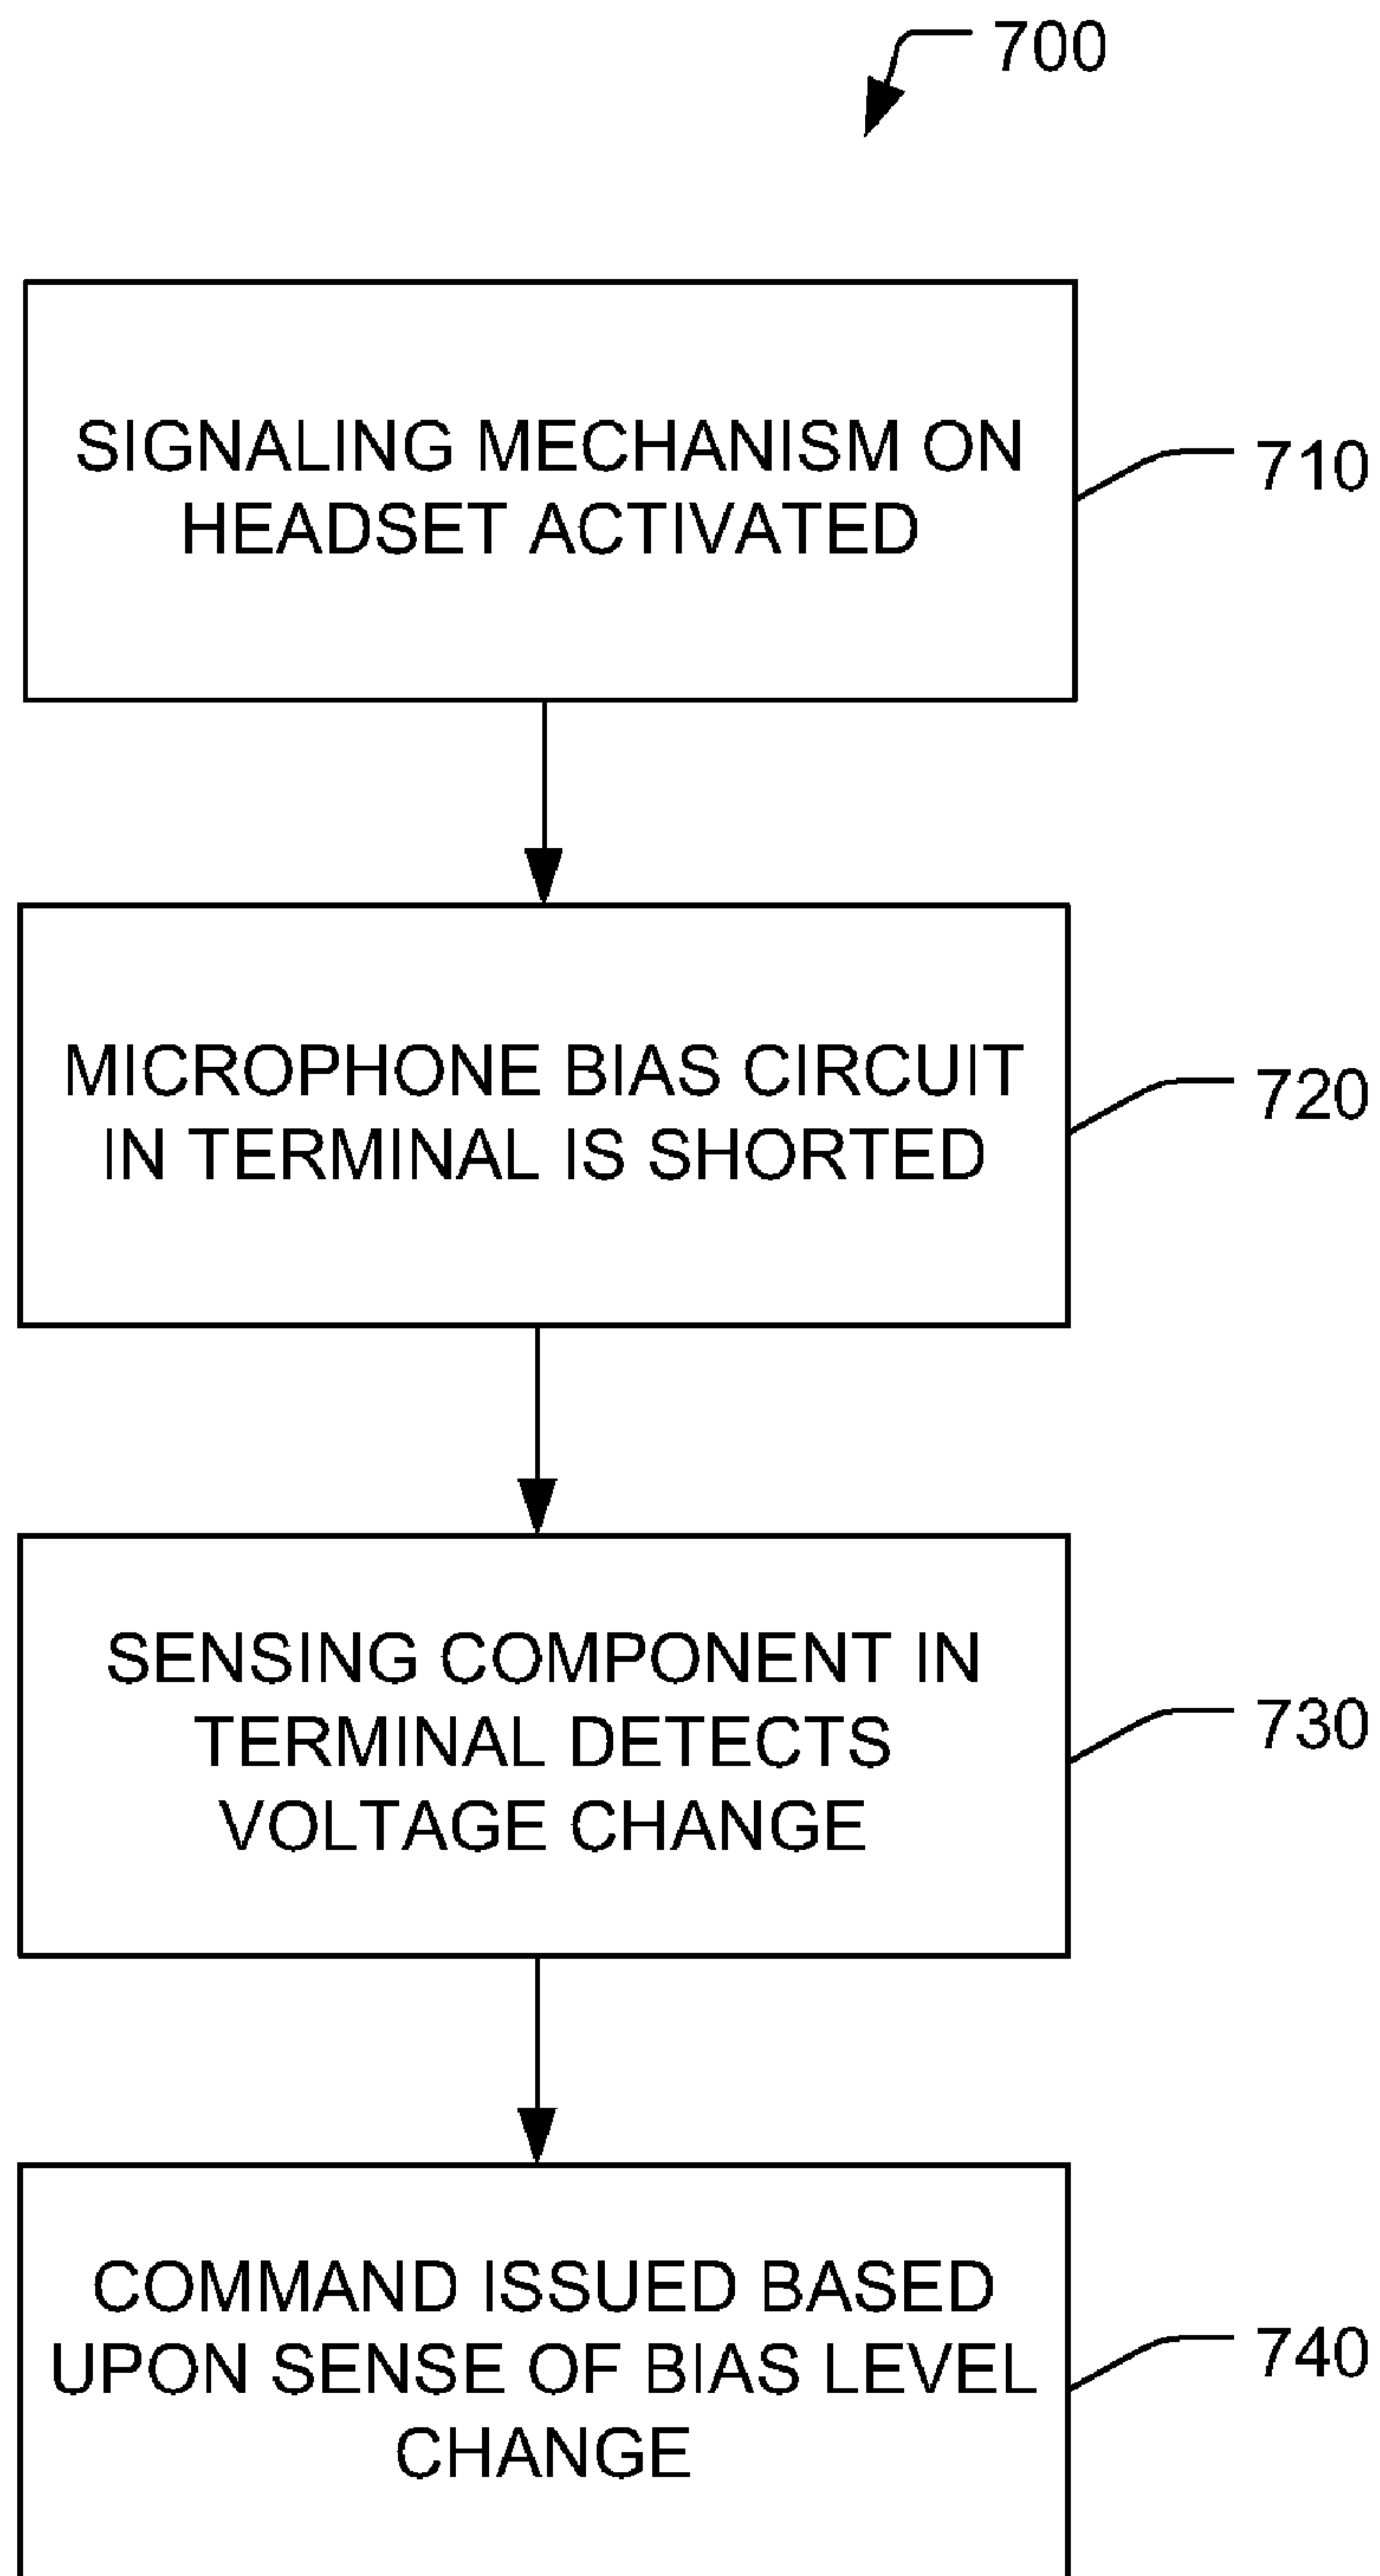 700
SIGNALING MECHANISM ON
HEADSET ACTIVATED
710
MICROPHONE BIAS CIRCUIT
IN TERMINAL IS SHORTED
720
SENSING COMPONENT IN
TERMINAL DETECTS
VOLTAGE CHANGE
730
COMMAND ISSUED BASED
UPON SENSE OF BIAS LEVEL
CHANGE
740